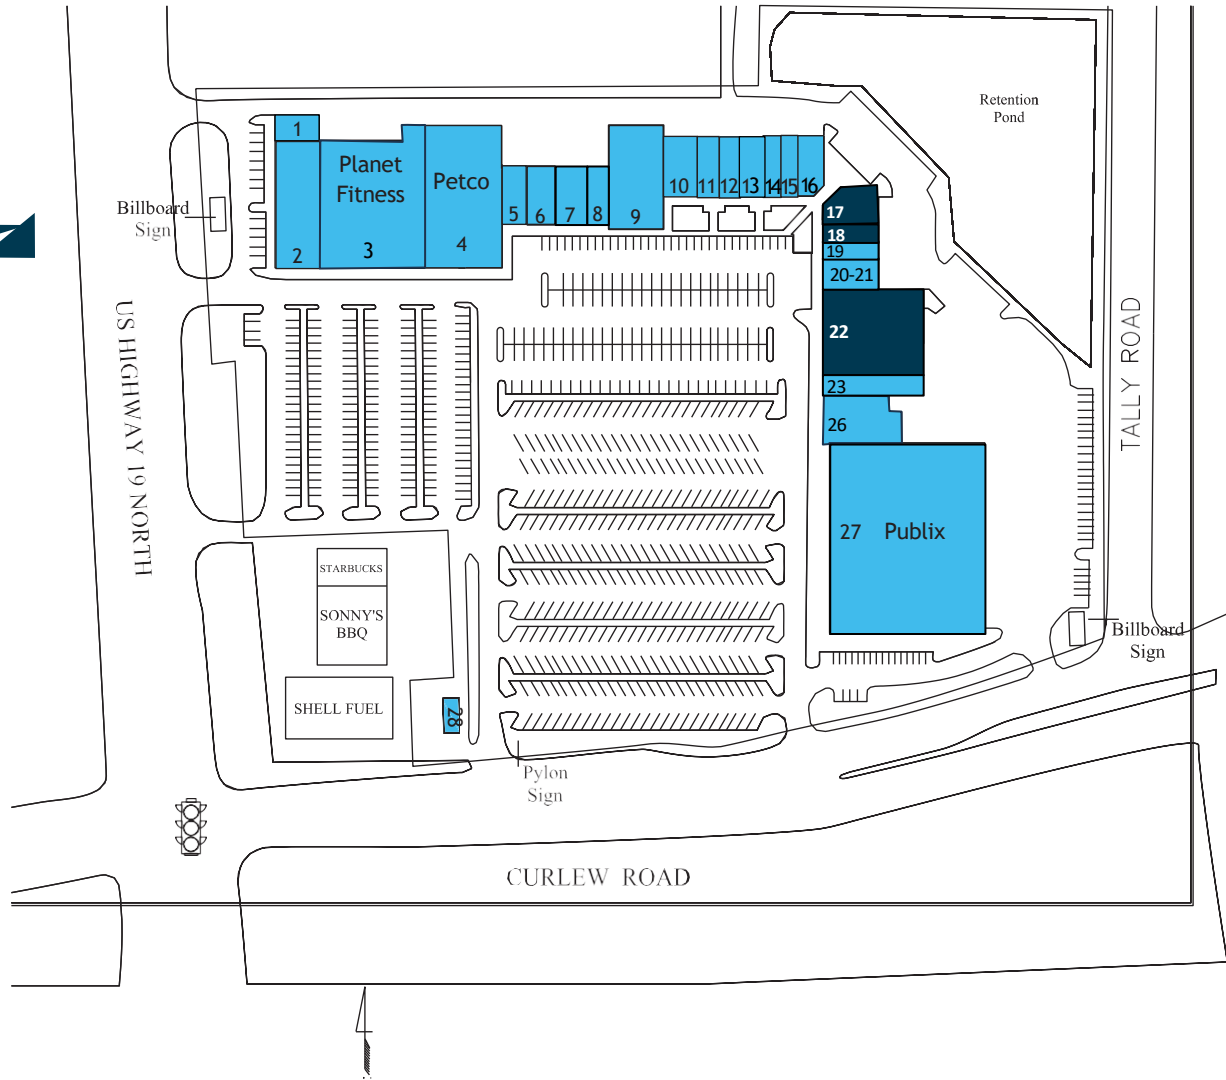 Retention
Pond
1
Planet
Fitness
Petco
2
3
4
5
6
7
8
9
10
11
12
13
14
15
16
Billboard
Sign
17
18
19
20-21
22
23
26
27 Publix
US HIGHWAY 19 NORTH
TALLY ROAD
STARBUCKS
SONNY'S
BBQ
SHELL FUEL
28
Billboard
Sign
Pylon
Sign
CURLEW ROAD